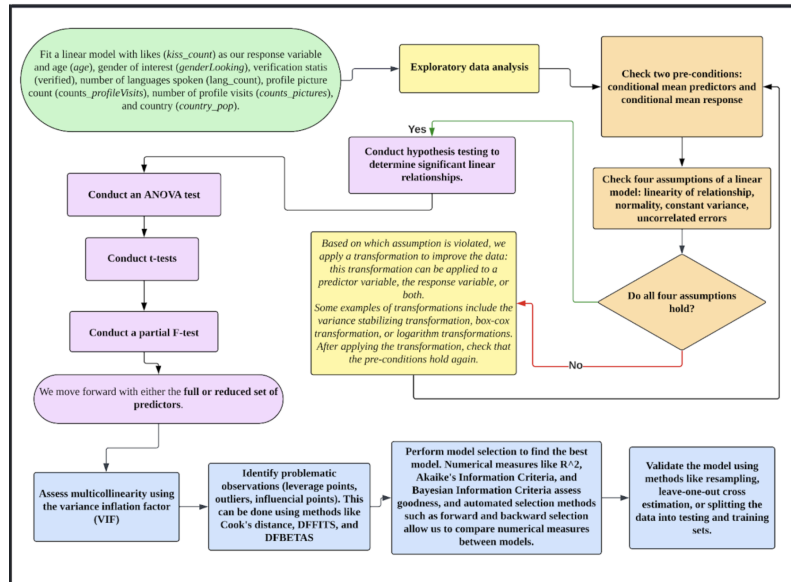 Fit a linear model with likes (kiss_count) as our response variable
and age (age), gender of interest (genderLooking), verification statis
(verified), number of languages spoken (lang_count), profile picture
count (counts_profileVisits), number of profile visits (counts_pictures),
and country (country_pop).
Exploratory data analysis
Check two pre-conditions:
conditional mean predictors and
conditional mean response
Check four assumptions of a linear
model: linearity of relationship,
normality, constant variance,
uncorrelated errors
Do all four assumptions
hold?
Yes
No
Conduct hypothesis testing to
determine significant linear
relationships.
Based on which assumption is violated, we
apply a transformation to improve the data:
this transformation can be applied to a
predictor variable, the response variable, or
both.
Some examples of transformations include the
variance stabilizing transformation, box-cox
transformation, or logarithm transformations.
After applying the transformation, check that
the pre-conditions hold again.
Conduct an ANOVA test
Conduct t-tests
Conduct a partial F-test
We move forward with either the full or reduced set of
predictors.
Assess multicollinearity using
the variance inflation factor
(VIF)
Identify problematic
observations (leverage points,
outliers, influencial points). This
can be done using methods like
Cook's distance, DFFITS, and
DFBETAS
Perform model selection to find the best
model. Numerical measures like R^2,
Akaike's Information Criteria, and
Bayesian Information Criteria assess
goodness, and automated selection methods
such as forward and backward selection
allow us to compare numerical measures
between models.
Validate the model using
methods like resampling,
leave-one-out cross
estimation, or splitting the
data into testing and training
sets.